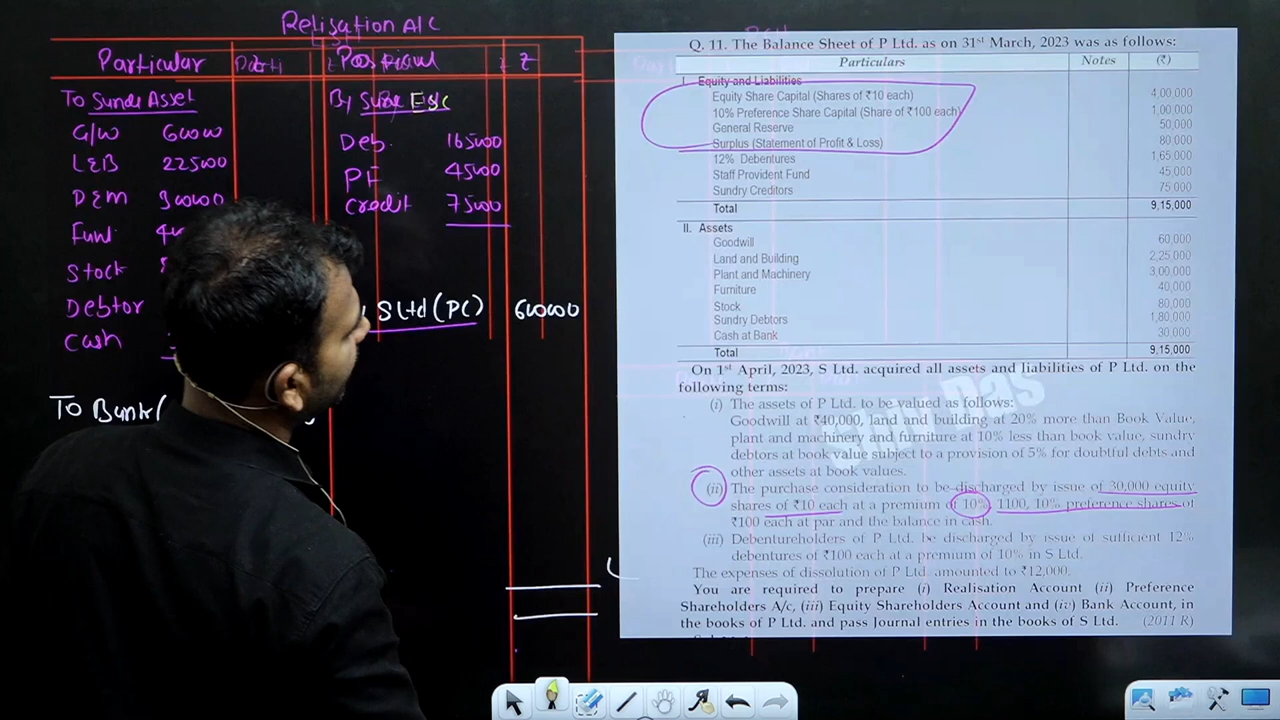 Relisation A/C
Particular
Particul ₹
To Sunde Asset
By Sundr Esc
G/W 60000
L&B 225000
P&M 300000
Furni
Stock
Debtor
Cash
Deb. 165000
PF 45000
Credit 75000
S Ltd (PC) 600000
To Bank (
Q. 11. The Balance Sheet of P Ltd. as on 31st March, 2023 was as follows:
Particulars Notes (₹)
I. Equity and Liabilities
Equity Share Capital (Shares of ₹10 each) 4,00,000
10% Preference Share Capital (Share of ₹100 each) 1,00,000
General Reserve 50,000
Surplus (Statement of Profit & Loss) 80,000
12% Debentures 1,65,000
Staff Provident Fund 45,000
Sundry Creditors 75,000
Total 9,15,000
II. Assets
Goodwill 60,000
Land and Building 2,25,000
Plant and Machinery 3,00,000
Furniture 40,000
Stock 80,000
Sundry Debtors 1,80,000
Cash at Bank 30,000
Total 9,15,000
On 1st April, 2023, S Ltd. acquired all assets and liabilities of P Ltd. on the
following terms:
(i) The assets of P Ltd. to be valued as follows:
Goodwill at ₹40,000, land and building at 20% more than Book Value,
plant and machinery and furniture at 10% less than book value, sundry
debtors at book value subject to a provision of 5% for doubtful debts and
other assets at book values.
(ii) The purchase consideration to be discharged by issue of 30,000 equity
shares of ₹10 each at a premium of 10%, 1100, 10% preference shares of
₹100 each at par and the balance in cash.
(iii) Debentureholders of P Ltd. be discharged by issue of sufficient 12%
debentures of ₹100 each at a premium of 10% in S Ltd.
The expenses of dissolution of P Ltd. amounted to ₹12,000.
You are required to prepare (i) Realisation Account (ii) Preference
Shareholders A/c, (iii) Equity Shareholders Account and (iv) Bank Account, in
the books of P Ltd. and pass Journal entries in the books of S Ltd. (2011 R)